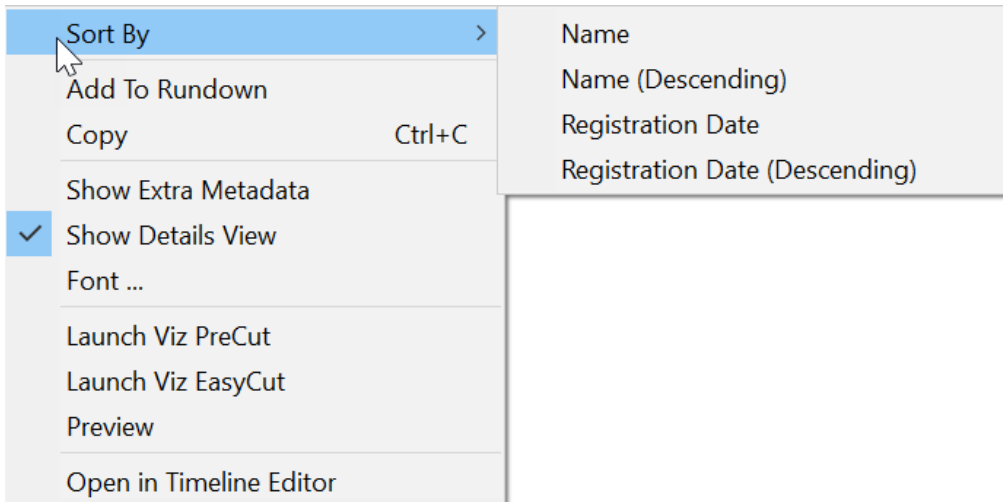 Sort By
Name
Name (Descending)
Registration Date
Registration Date (Descending)
Add To Rundown
Copy Ctrl+C
Show Extra Metadata
Show Details View
Font ...
Launch Viz PreCut
Launch Viz EasyCut
Preview
Open in Timeline Editor